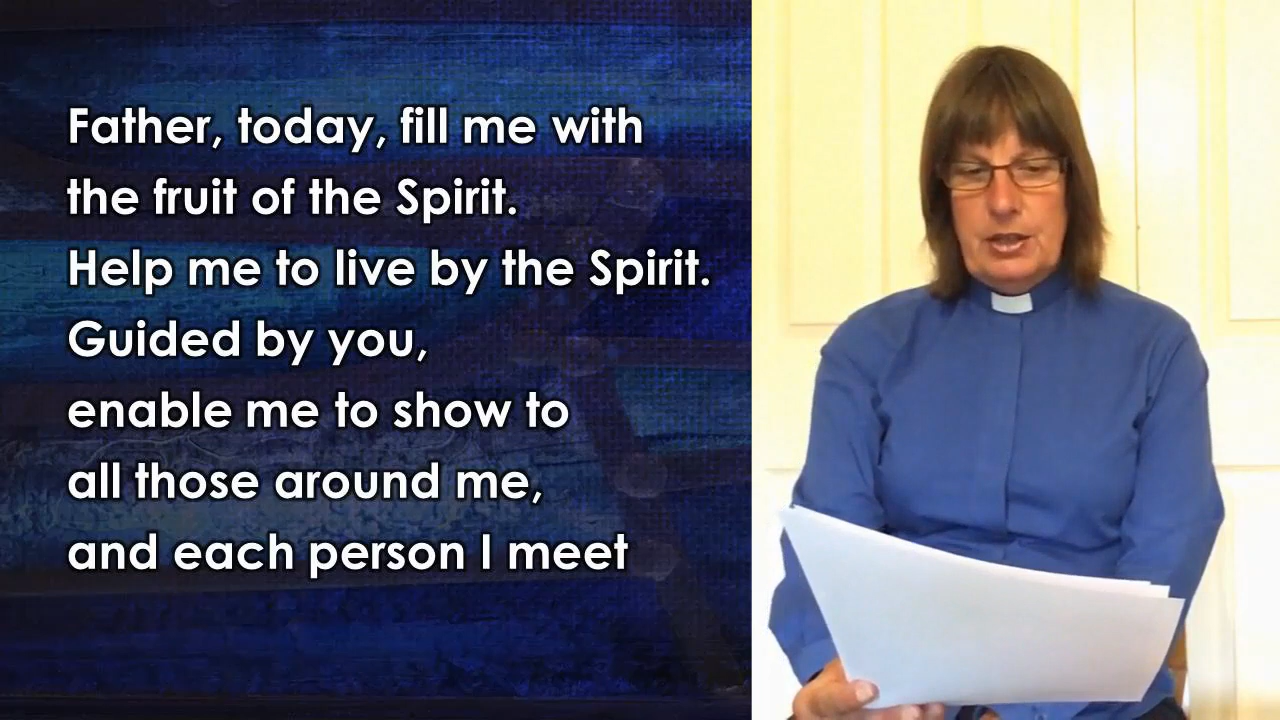 Father, today, fill me with
the fruit of the Spirit.
Help me to live by the Spirit.
Guided by you,
enable me to show to
all those around me,
and each person I meet